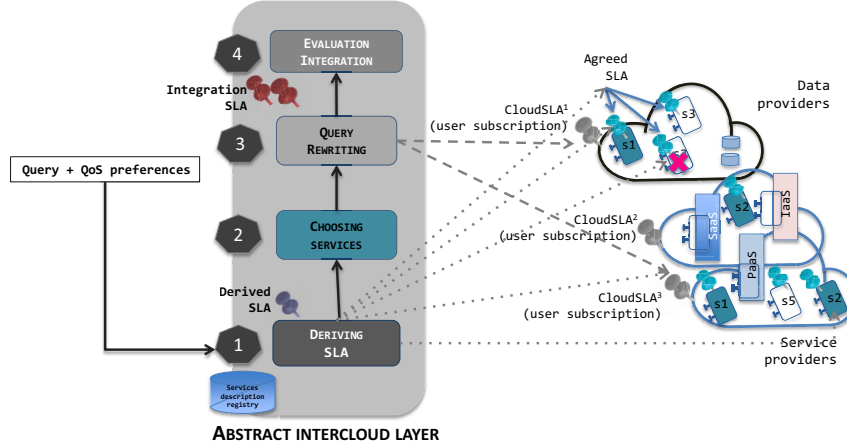 4
EVALUATION
INTEGRATION
Integration
SLA
3
QUERY
REWRITING
Query + QoS preferences
2
CHOOSING
SERVICES
Derived
SLA
1
DERIVING
SLA
Services
description
registry
ABSTRACT INTERCLOUD LAYER
Agreed
SLA
Data
providers
CloudSLA¹
(user subscription)
s1
s3
CloudSLA²
(user subscription)
SaaS
s2
IaaS
PaaS
CloudSLA³
(user subscription)
s1
s5
s2
Service
providers